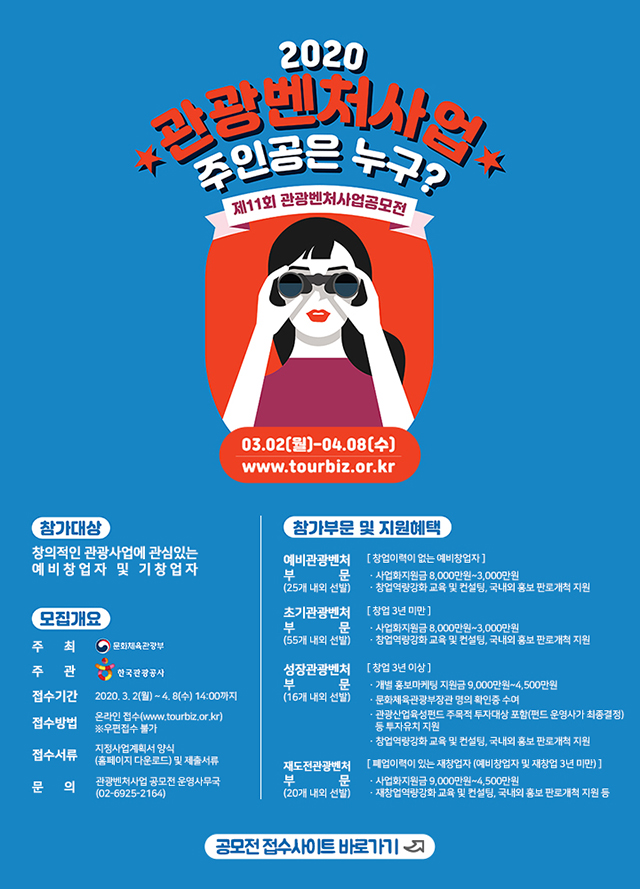 2020
관광벤처사업
주인공은 누구?
제11회 관광벤처사업공모전
03.02(월)-04.08(수)
www.tourbiz.or.kr
참가대상
창의적인 관광사업에 관심있는
예비창업자 및 기창업자
모집개요
주 최 문화체육관광부
주 관 한국관광공사
접수기간 2020. 3. 2(월) ~ 4. 8(수) 14:00까지
접수방법 온라인 접수(www.tourbiz.or.kr)
※우편접수 불가
접수서류 지정사업계획서 양식
(홈페이지 다운로드) 및 제출서류
문 의 관광벤처사업 공모전 운영사무국
(02-6925-2164)
참가부문 및 지원혜택
예비관광벤처 [ 창업이력이 없는 예비창업자 ]
부 문 · 사업화지원금 8,000만원~3,000만원
(25개 내외 선발) · 창업역량강화 교육 및 컨설팅, 국내외 홍보 판로개척 지원
초기관광벤처 [ 창업 3년 미만 ]
부 문 · 사업화지원금 8,000만원~3,000만원
(55개 내외 선발) · 창업역량강화 교육 및 컨설팅, 국내외 홍보 판로개척 지원
성장관광벤처 [ 창업 3년 이상 ]
부 문 · 개별 홍보마케팅 지원금 9,000만원~4,500만원
(16개 내외 선발) · 문화체육관광부장관 명의 확인증 수여
· 관광산업육성펀드 주목적 투자대상 포함(펀드 운영사가 최종결정)
등 투자유치 지원
· 창업역량강화 교육 및 컨설팅, 국내외 홍보 판로개척 지원
재도전관광벤처 [ 폐업이력이 있는 재창업자 (예비창업자 및 재창업 3년 미만) ]
부 문 · 사업화지원금 9,000만원~4,500만원
(20개 내외 선발) · 재창업역량강화 교육 및 컨설팅, 국내외 홍보 판로개척 지원 등
공모전 접수사이트 바로가기